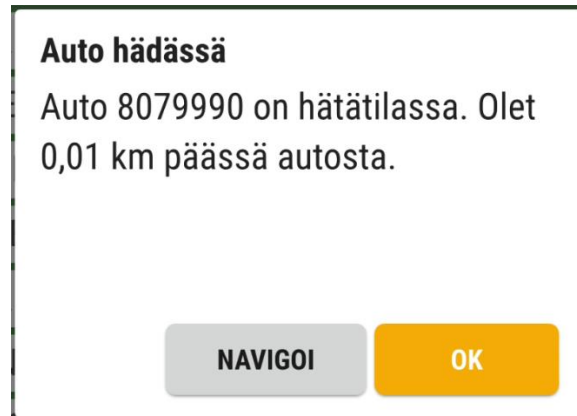 Auto hädässä
Auto 8079990 on hätätilassa. Olet
0,01 km päässä autosta.
NAVIGOI
OK